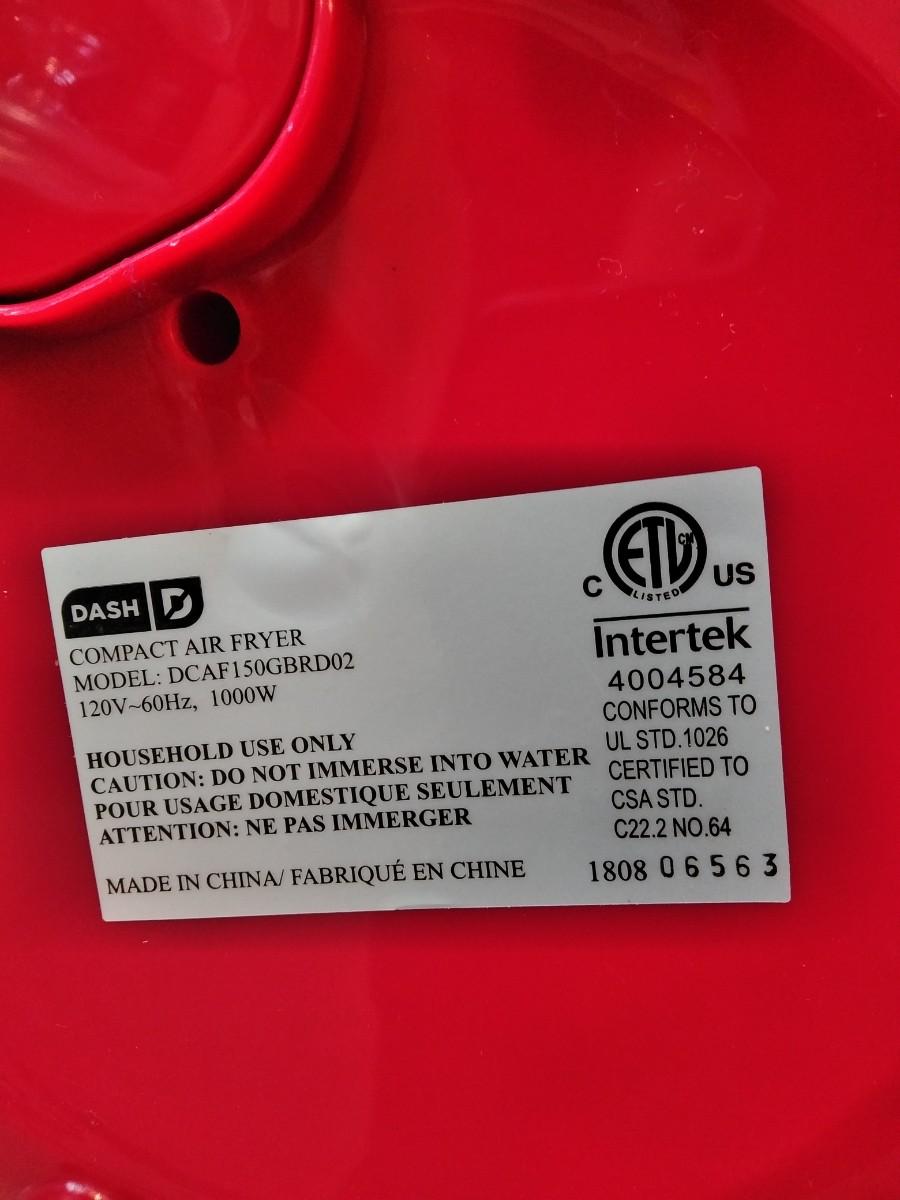 DASH D
COMPACT AIR FRYER
MODEL: DCAF150GBRD02
120V~60Hz, 1000W
HOUSEHOLD USE ONLY
CAUTION: DO NOT IMMERSE INTO WATER
POUR USAGE DOMESTIQUE SEULEMENT
ATTENTION: NE PAS IMMERGER
MADE IN CHINA/ FABRIQUÉ EN CHINE
C ETL CM US
LISTED
Intertek
4004584
CONFORMS TO
UL STD.1026
CERTIFIED TO
CSA STD.
C22.2 NO.64
1808 06563